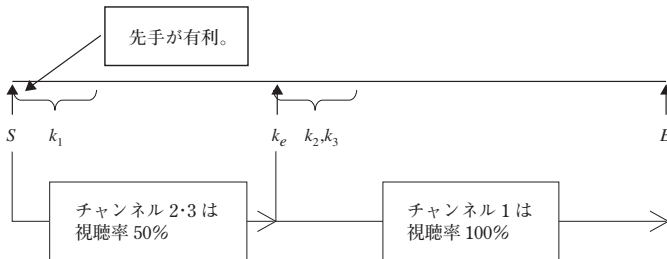 先手が有利。
S
k1
ke
k2,k3
E
チャンネル 2・3 は
視聴率 50%
チャンネル 1 は
視聴率 100%